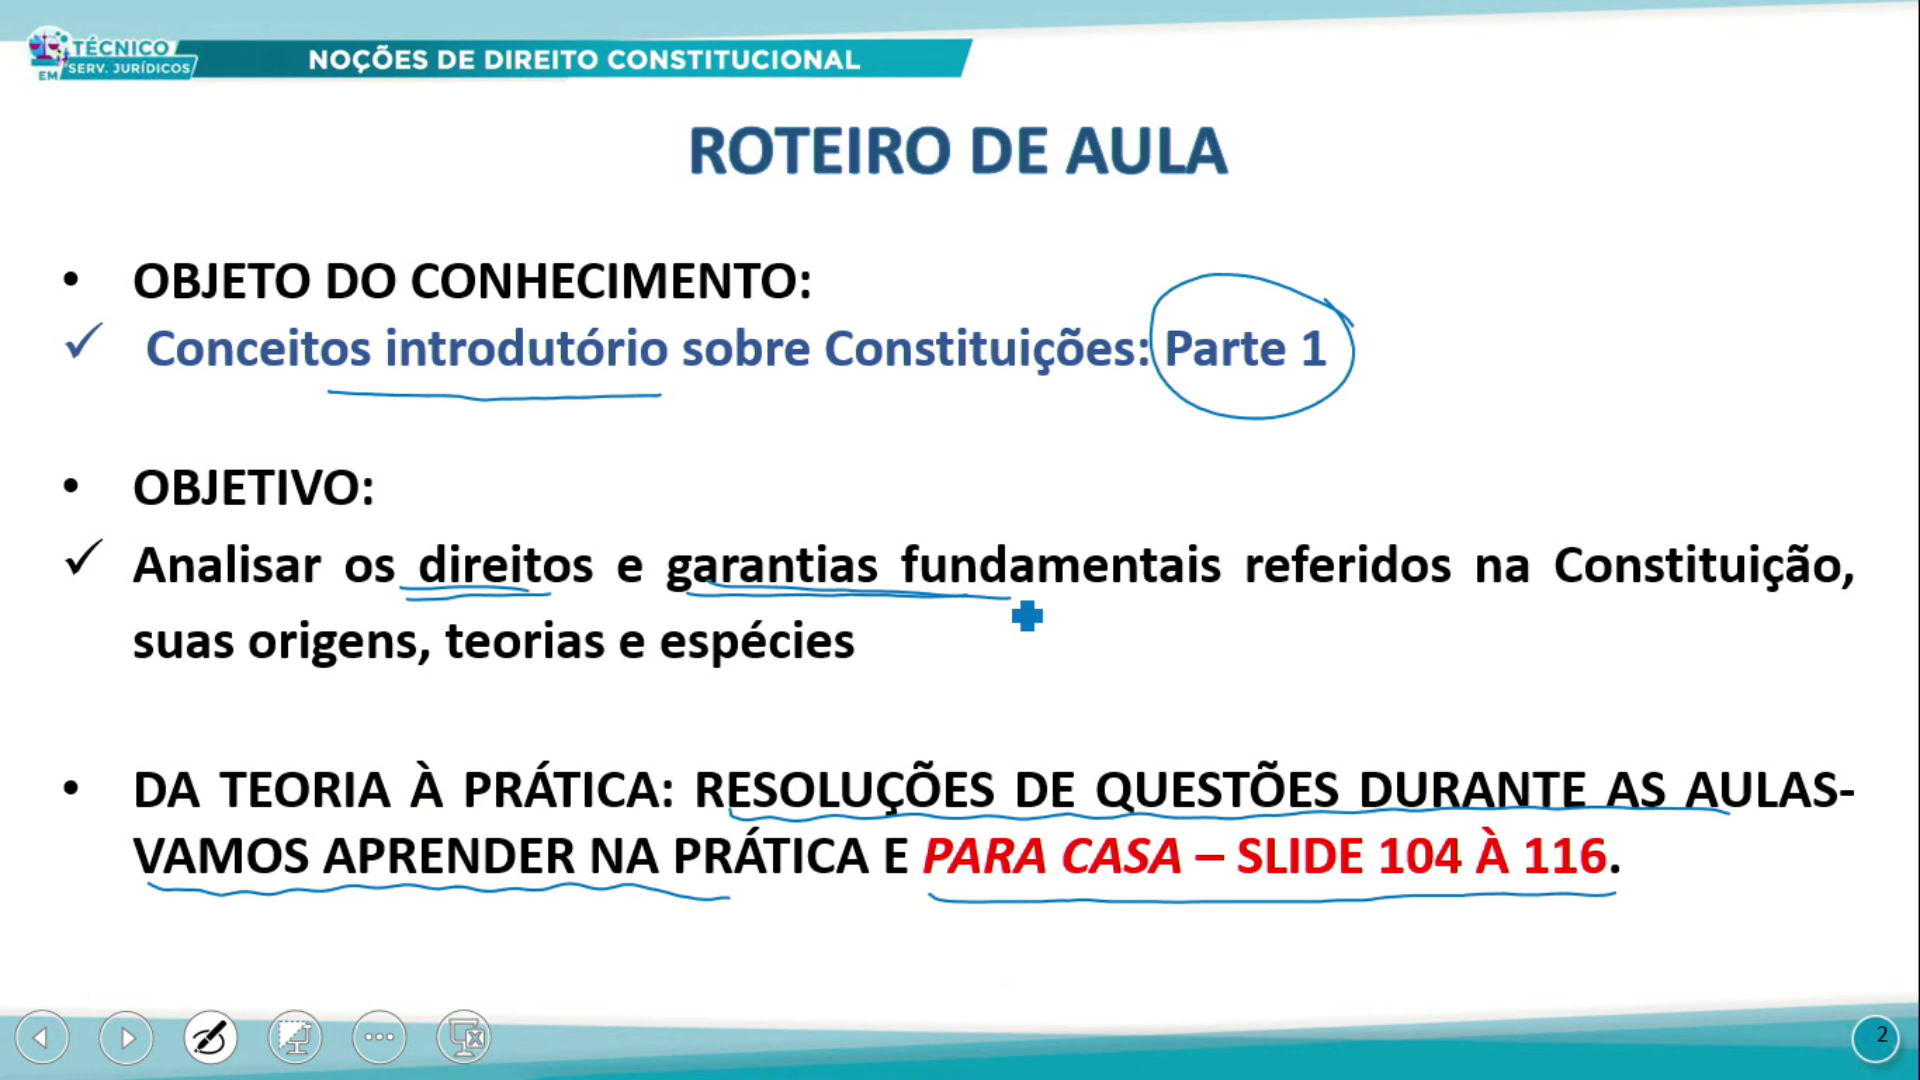 TÉCNICO
EM SERV. JURÍDICOS
NOÇÕES DE DIREITO CONSTITUCIONAL
ROTEIRO DE AULA
• OBJETO DO CONHECIMENTO:
✓ Conceitos introdutório sobre Constituições: Parte 1
• OBJETIVO:
✓ Analisar os direitos e garantias fundamentais referidos na Constituição,
suas origens, teorias e espécies
• DA TEORIA À PRÁTICA: RESOLUÇÕES DE QUESTÕES DURANTE AS AULAS-
VAMOS APRENDER NA PRÁTICA E PARA CASA – SLIDE 104 À 116.
2